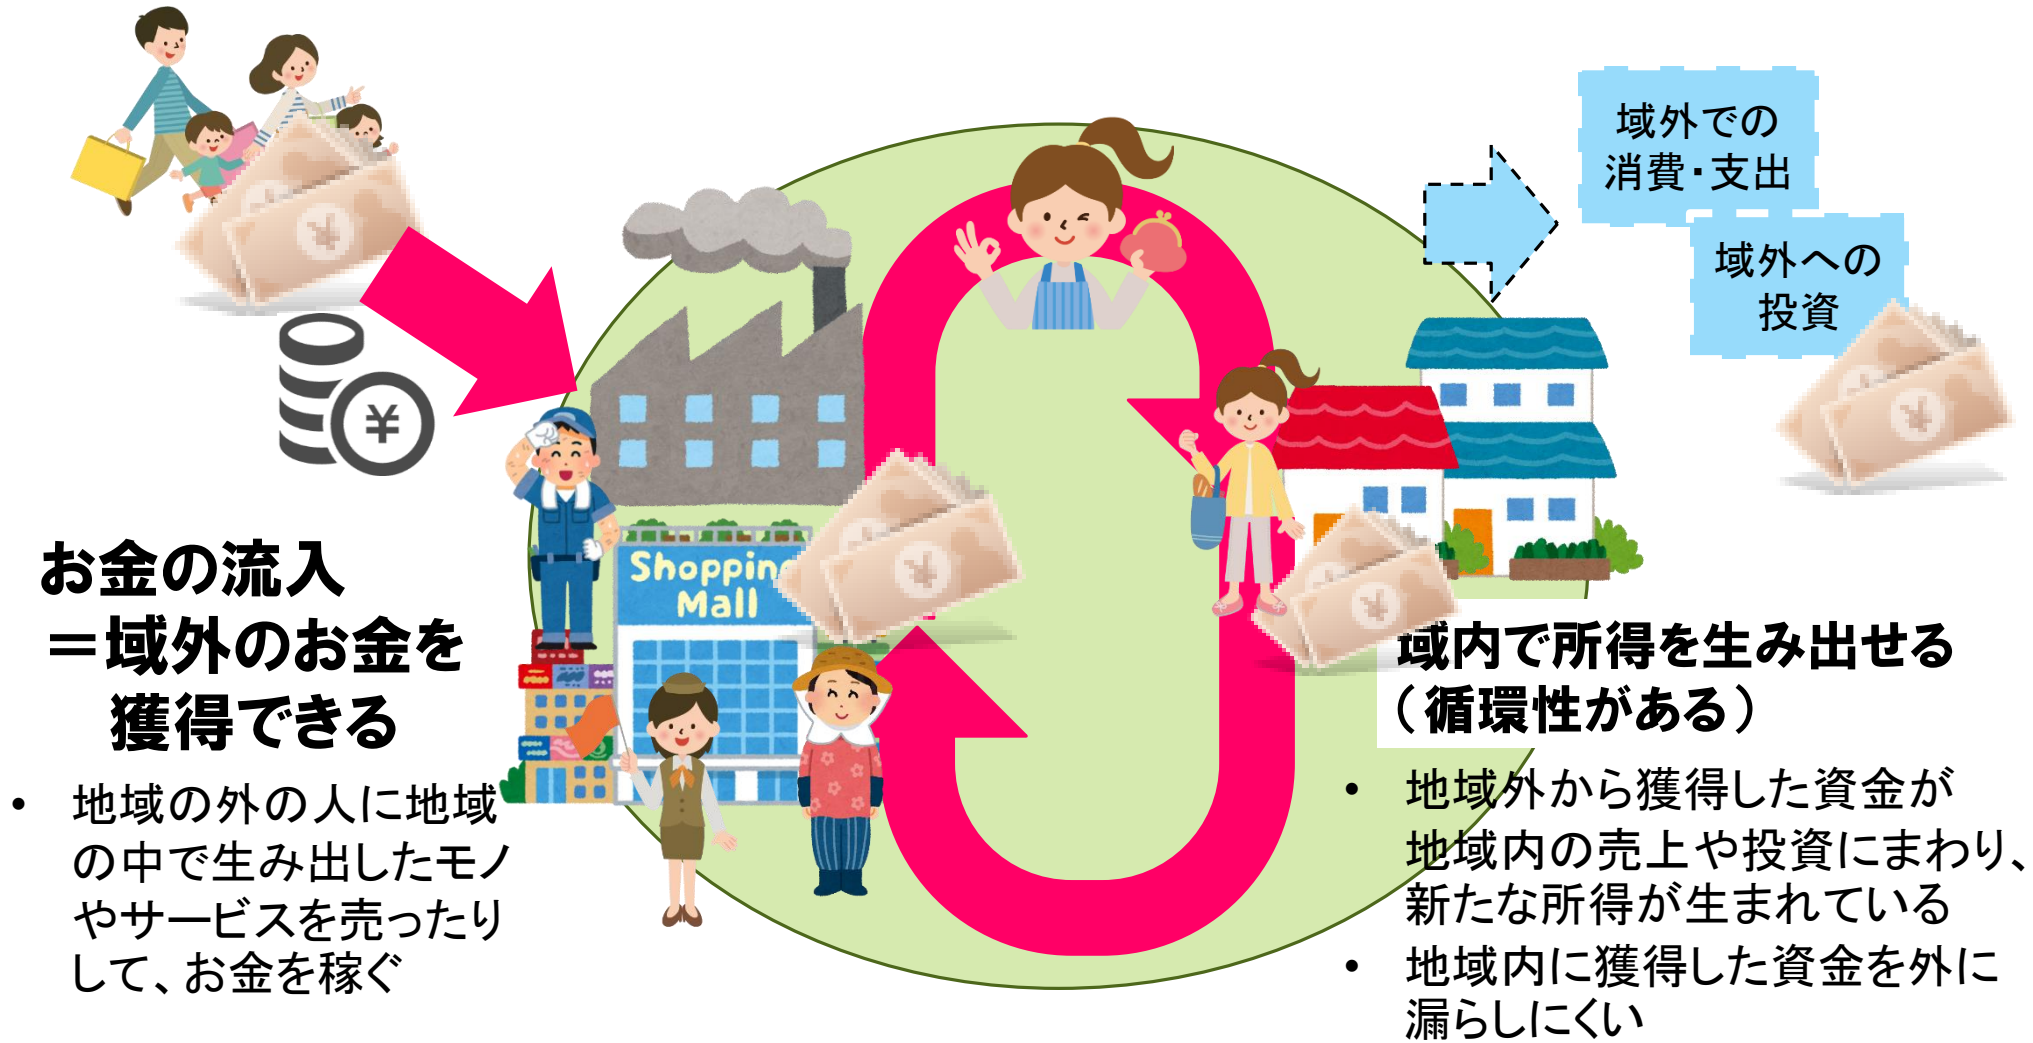 域外での
消費・支出
域外への
投資
¥
Shopping
Mall
お金の流入
＝域外のお金を
獲得できる
• 地域の外の人に地域
の中で生み出したモノ
やサービスを売ったり
して、お金を稼ぐ
域内で所得を生み出せる
（循環性がある）
• 地域外から獲得した資金が
地域内の売上や投資にまわり、
新たな所得が生まれている
• 地域内に獲得した資金を外に
漏らしにくい